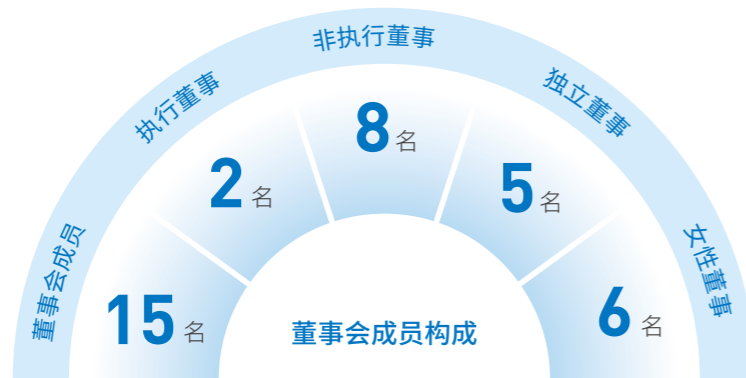 董事会成员
15 名
执行董事
2 名
非执行董事
8 名
独立董事
5 名
女性董事
6 名
董事会成员构成